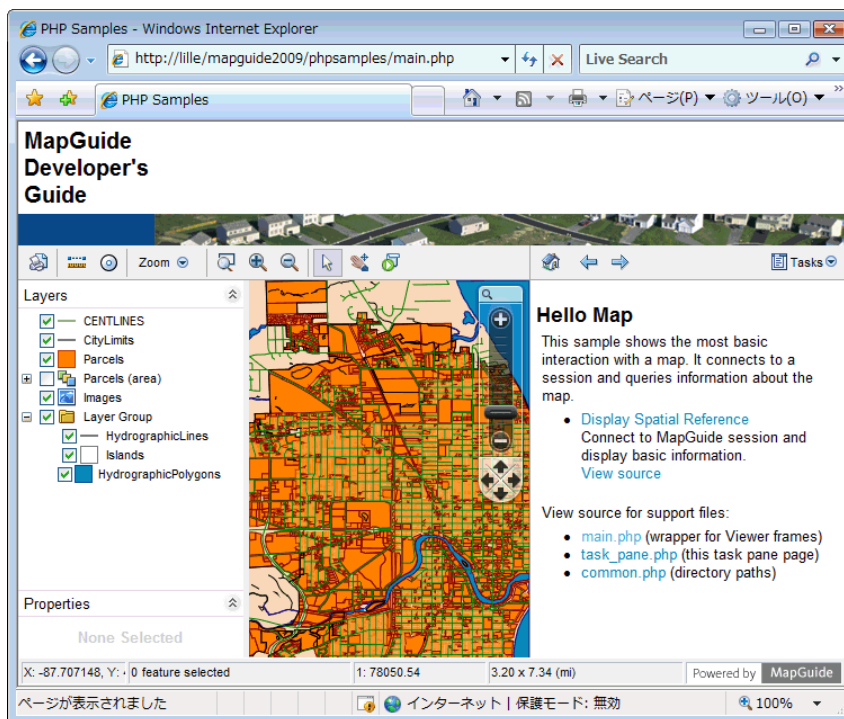 PHP Samples - Windows Internet Explorer
http://lille/mapguide2009/phpsamples/main.php
Live Search
PHP Samples
ページ(P)
ツール(O)
MapGuide
Developer's
Guide
Zoom
Tasks
Layers
CENTLINES
CityLimits
Parcels
Parcels (area)
Images
Layer Group
HydrographicLines
Islands
HydrographicPolygons
Properties
None Selected
Hello Map
This sample shows the most basic
interaction with a map. It connects to a
session and queries information about the
map.
Display Spatial Reference
Connect to MapGuide session and
display basic information.
View source
View source for support files:
main.php (wrapper for Viewer frames)
task_pane.php (this task pane page)
common.php (directory paths)
X: -87.707148, Y: 0 feature selected 1: 78050.54 3.20 x 7.34 (mi) Powered by MapGuide
ページが表示されました インターネット | 保護モード: 無効 100%